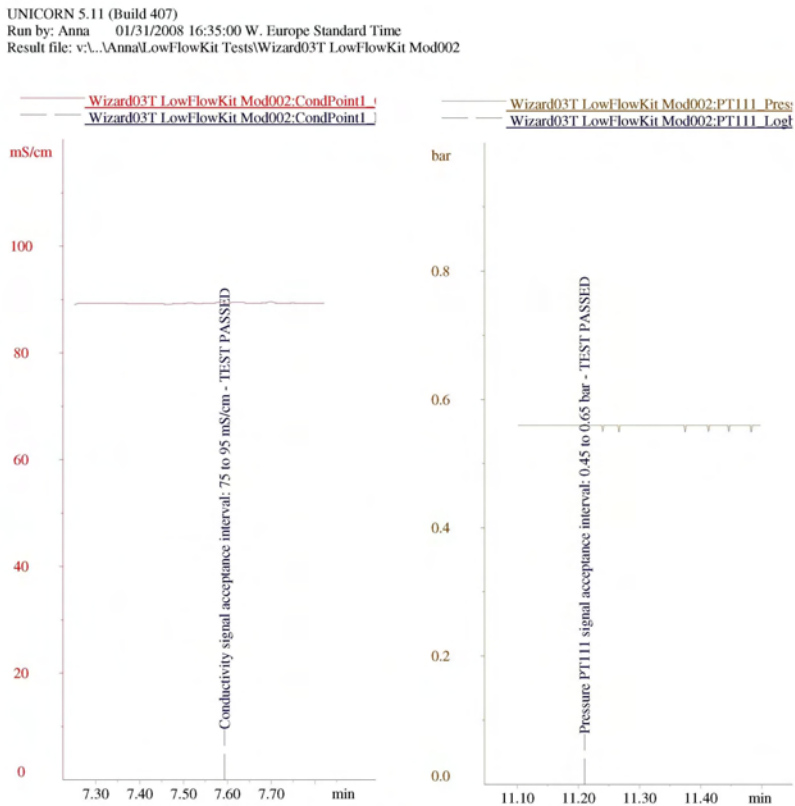 UNICORN 5.11 (Build 407)
Run by: Anna 01/31/2008 16:35:00 W. Europe Standard Time
Result file: v:\...\Anna\LowFlowKit Tests\Wizard03T LowFlowKit Mod002
Wizard03T LowFlowKit Mod002:CondPoint1_
Wizard03T LowFlowKit Mod002:CondPoint1_
mS/cm
100
80
60
40
20
0
Conductivity signal acceptance interval: 75 to 95 mS/cm - TEST PASSED
7.30 7.40 7.50 7.60 7.70 min
Wizard03T LowFlowKit Mod002:PT111_Pres
Wizard03T LowFlowKit Mod002:PT111_Log
bar
0.8
0.6
0.4
0.2
0.0
Pressure PT111 signal acceptance interval: 0.45 to 0.65 bar - TEST PASSED
11.10 11.20 11.30 11.40 min